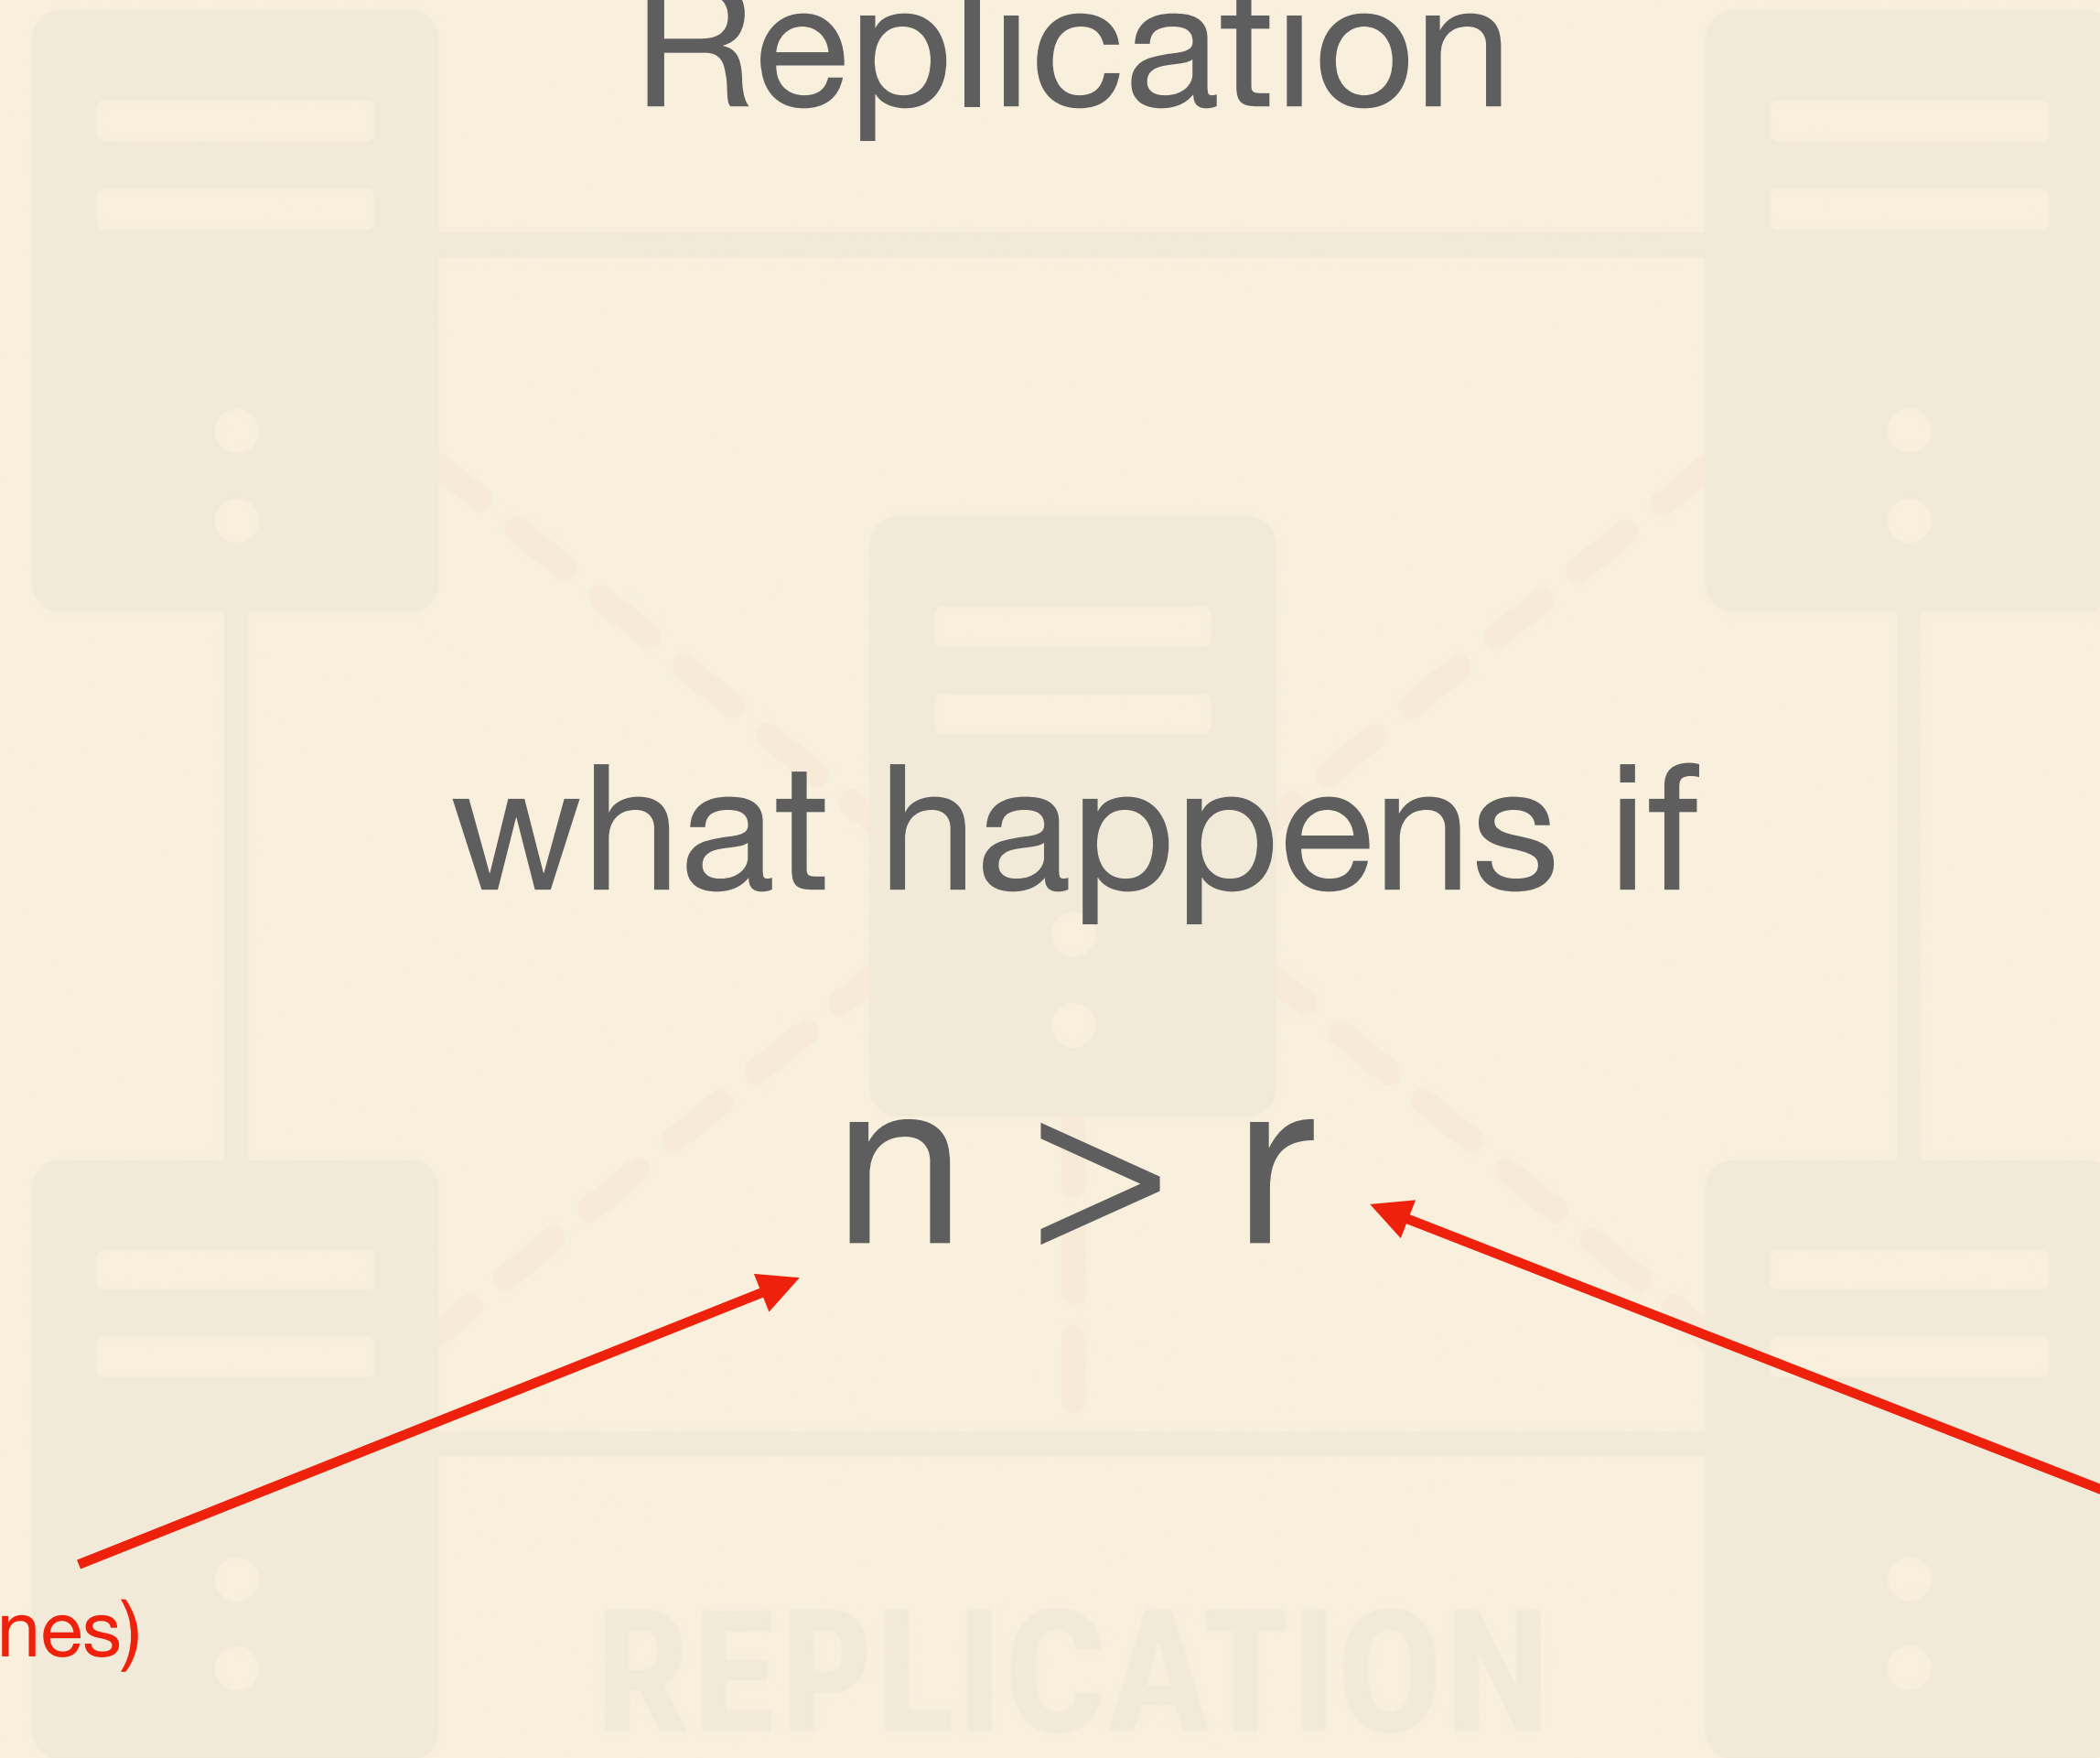 Replication
what happens if
n > r
nes)
REPLICATION